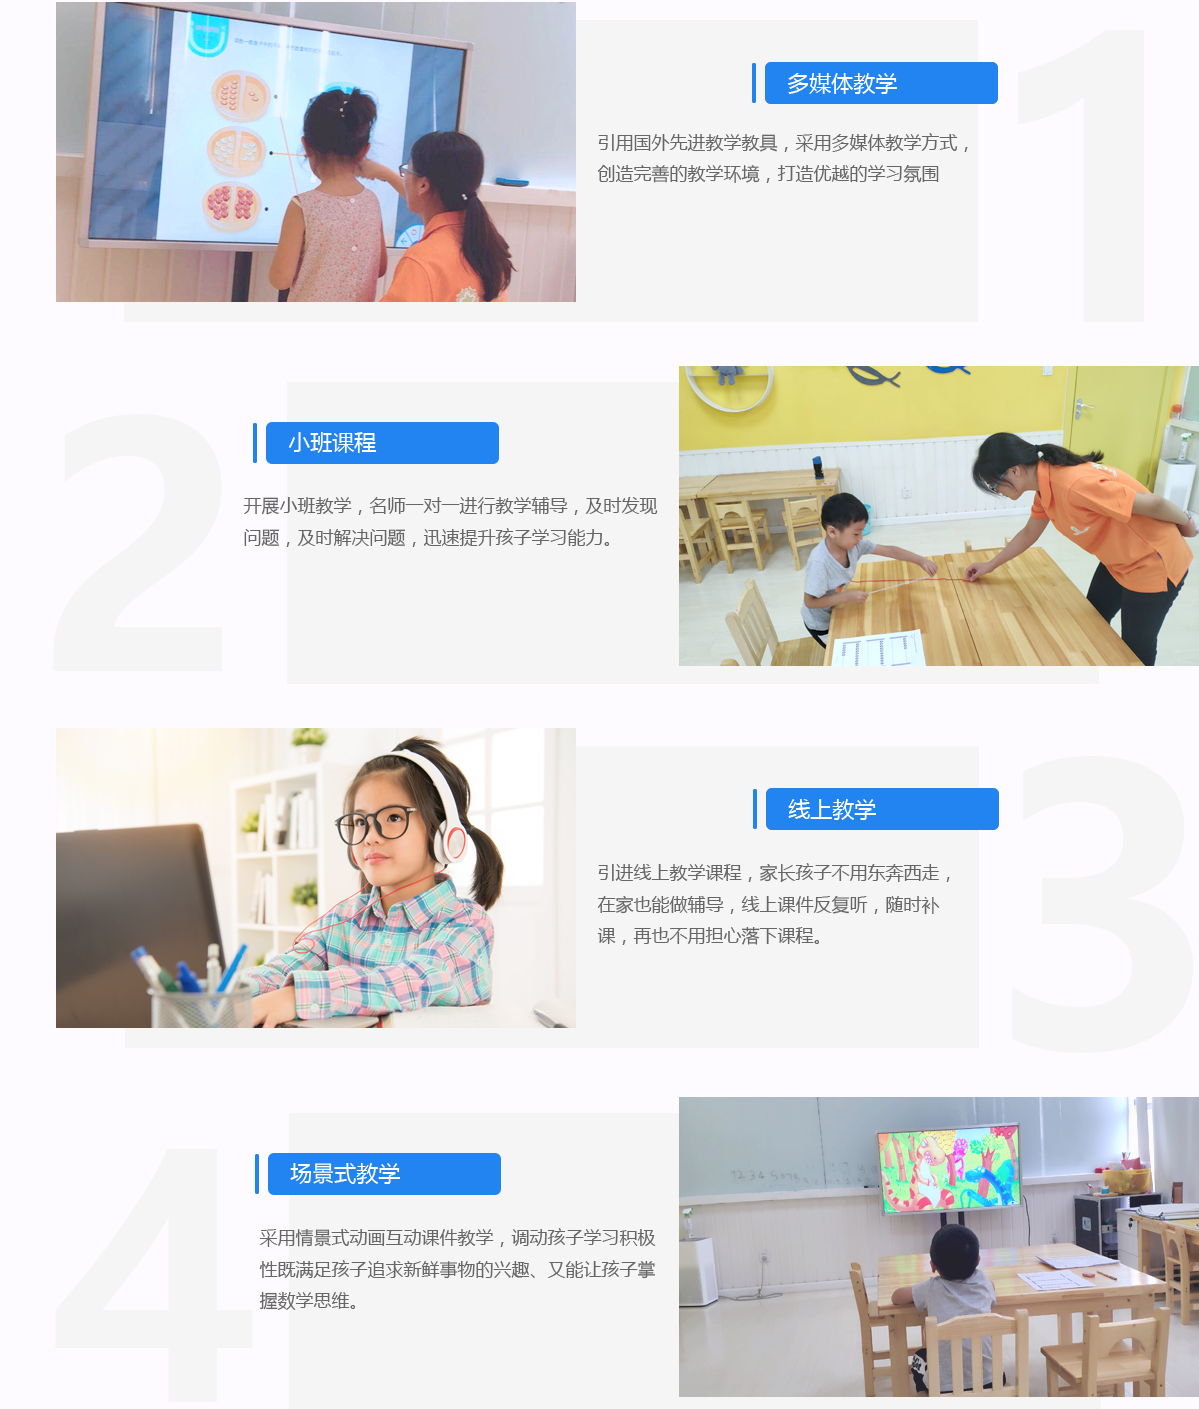 1
多媒体教学
引用国外先进教学教具，采用多媒体教学方式，
创造完善的教学环境，打造优越的学习氛围
2
小班课程
开展小班教学，名师一对一进行教学辅导，及时发现
问题，及时解决问题，迅速提升孩子学习能力。
3
线上教学
引进线上教学课程，家长孩子不用东奔西走，
在家也能做辅导，线上课件反复听，随时补
课，再也不用担心落下课程。
4
场景式教学
采用情景式动画互动课件教学，调动孩子学习积极
性既满足孩子追求新鲜事物的兴趣、又能让孩子掌
握数学思维。